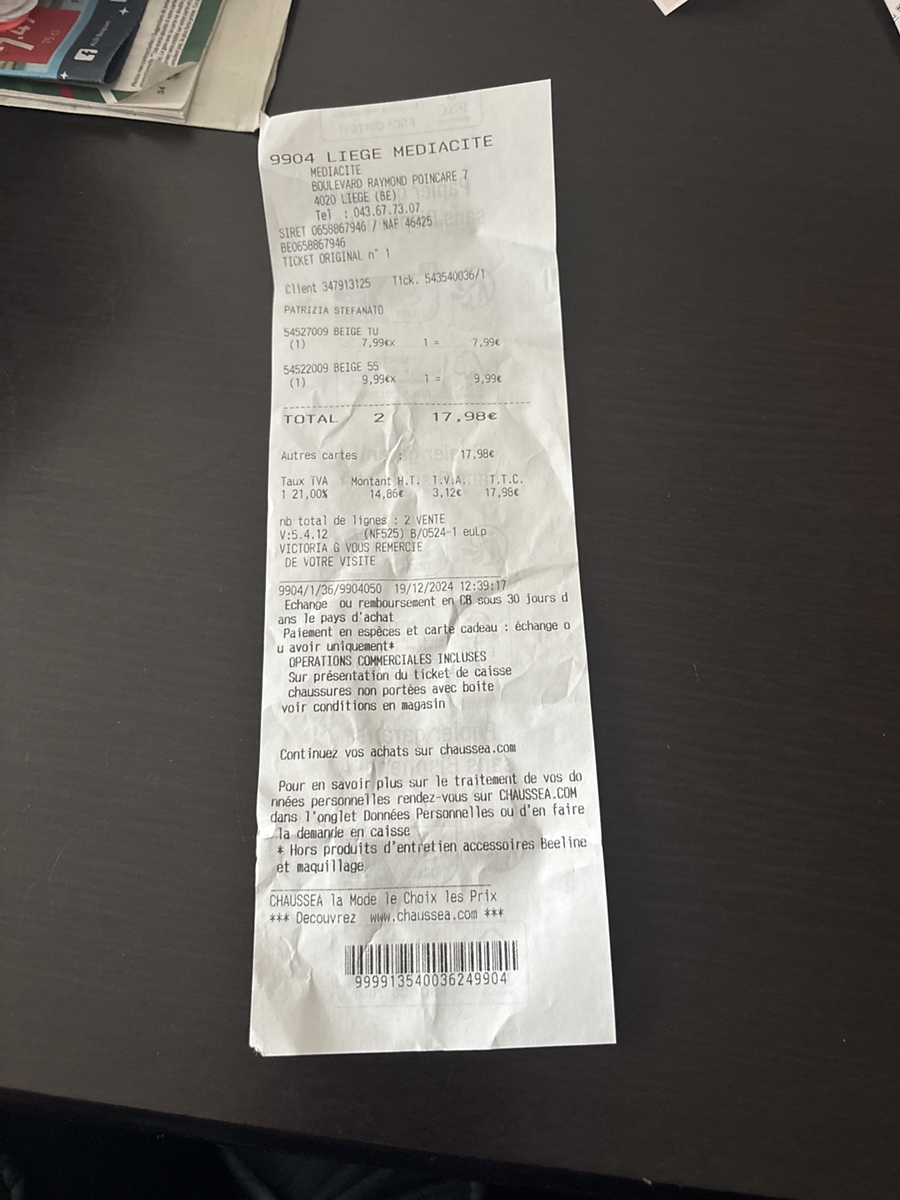 7.47
75 cl
34
9904 LIEGE MEDIACITE
MEDIACITE
BOULEVARD RAYMOND POINCARE 7
4020 LIEGE (BE)
Tel : 043.67.73.07
SIRET 0658867946 / NAF 46425
BE0658867946
TICKET ORIGINAL n° 1
Client 347913125 Tick. 543540036/1
PATRIZIA STEFANATO
54527009 BEIGE TU
(1) 7,99€x 1 = 7,99€
54522009 BEIGE 55
(1) 9,99€x 1 = 9,99€
TOTAL 2 17,98€
Autres cartes : 17,98€
Taux TVA Montant H.T. T.V.A. T.T.C.
1 21,00% 14,86€ 3,12€ 17,98€
nb total de lignes : 2 VENTE
V:5.4.12 (NF525) B/0524-1 euLp
VICTORIA G VOUS REMERCIE
DE VOTRE VISITE
9904/1/36/9904050 19/12/2024 12:39:17
Echange ou remboursement en CB sous 30 jours d
ans le pays d'achat
Paiement en espèces et carte cadeau : échange o
u avoir uniquement*
OPERATIONS COMMERCIALES INCLUSES
Sur présentation du ticket de caisse
chaussures non portées avec boite
voir conditions en magasin
Continuez vos achats sur chaussea.com
Pour en savoir plus sur le traitement de vos do
nnées personnelles rendez-vous sur CHAUSSEA.COM
dans l'onglet Données Personnelles ou d'en faire
la demande en caisse
* Hors produits d'entretien accessoires Beeline
et maquillage
CHAUSSEA la Mode le Choix les Prix
*** Decouvrez www.chaussea.com ***
999913540036249904